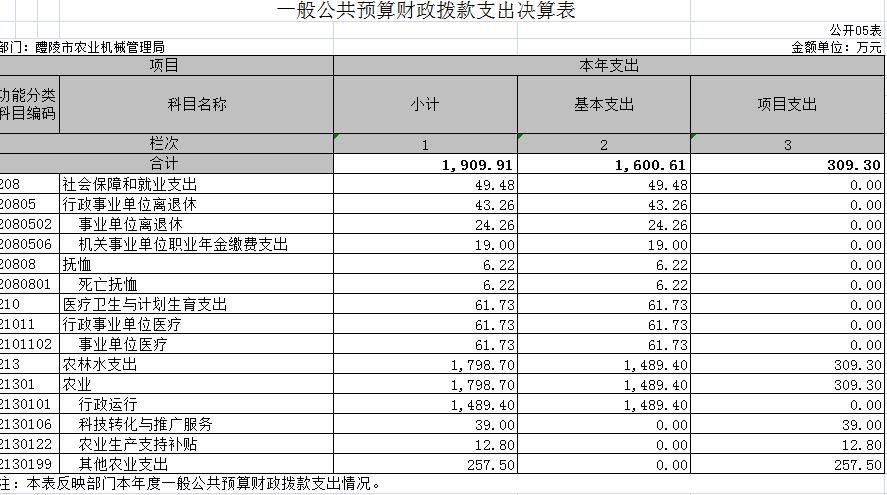 一般公共预算财政拨款支出决算表
公开05表
部门：醴陵市农业机械管理局 金额单位：万元
项目 本年支出
功能分类科目编码 科目名称 小计 基本支出 项目支出
栏次 1 2 3
合计 1,909.91 1,600.61 309.30
208 社会保障和就业支出 49.48 49.48 0.00
20805 行政事业单位离退休 43.26 43.26 0.00
2080502 事业单位离退休 24.26 24.26 0.00
2080506 机关事业单位职业年金缴费支出 19.00 19.00 0.00
20808 抚恤 6.22 6.22 0.00
2080801 死亡抚恤 6.22 6.22 0.00
210 医疗卫生与计划生育支出 61.73 61.73 0.00
21011 行政事业单位医疗 61.73 61.73 0.00
2101102 事业单位医疗 61.73 61.73 0.00
213 农林水支出 1,798.70 1,489.40 309.30
21301 农业 1,798.70 1,489.40 309.30
2130101 行政运行 1,489.40 1,489.40 0.00
2130106 科技转化与推广服务 39.00 0.00 39.00
2130122 农业生产支持补贴 12.80 0.00 12.80
2130199 其他农业支出 257.50 0.00 257.50
注：本表反映部门本年度一般公共预算财政拨款支出情况。